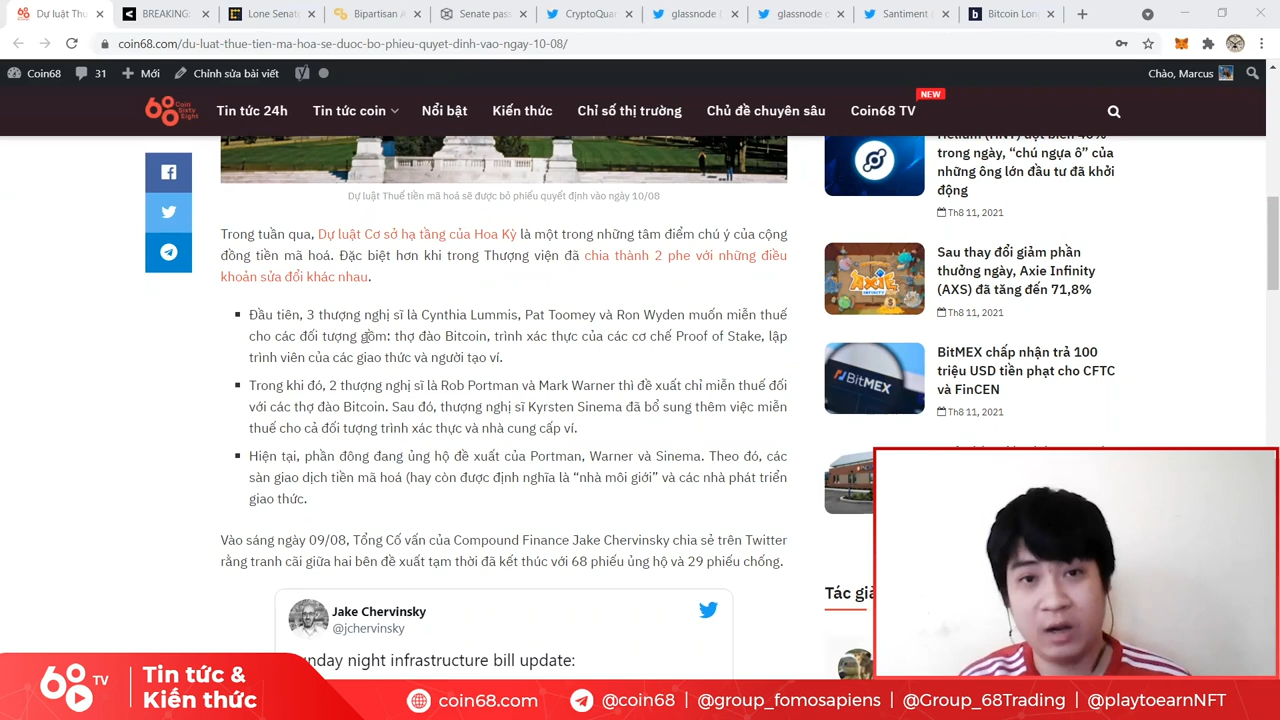 Dự luật Thu
BREAKING:
Lone Senato
Bipartisan A
Senate pass
CryptoQuan
glassnode (
glassnode o
Santiment (
Bitcoin Lon
coin68.com/du-luat-thue-tien-ma-hoa-se-duoc-bo-phieu-quyet-dinh-vao-ngay-10-08/
Coin68
31
Mới
Chỉnh sửa bài viết
Chào, Marcus
Coin Sixty Eight
Tin tức 24h
Tin tức coin
Nổi bật
Kiến thức
Chỉ số thị trường
Chủ đề chuyên sâu
Coin68 TV
NEW
Dự luật Thuế tiền mã hoá sẽ được bỏ phiếu quyết định vào ngày 10/08
Trong tuần qua, Dự luật Cơ sở hạ tầng của Hoa Kỳ là một trong những tâm điểm chú ý của cộng
đồng tiền mã hoá. Đặc biệt hơn khi trong Thượng viện đã chia thành 2 phe với những điều
khoản sửa đổi khác nhau.
Đầu tiên, 3 thượng nghị sĩ là Cynthia Lummis, Pat Toomey và Ron Wyden muốn miễn thuế
cho các đối tượng gồm: thợ đào Bitcoin, trình xác thực của các cơ chế Proof of Stake, lập
trình viên của các giao thức và người tạo ví.
Trong khi đó, 2 thượng nghị sĩ là Rob Portman và Mark Warner thì đề xuất chỉ miễn thuế đối
với các thợ đào Bitcoin. Sau đó, thượng nghị sĩ Kyrsten Sinema đã bổ sung thêm việc miễn
thuế cho cả đối tượng trình xác thực và nhà cung cấp ví.
Hiện tại, phần đông đang ủng hộ đề xuất của Portman, Warner và Sinema. Theo đó, các
sàn giao dịch tiền mã hoá (hay còn được định nghĩa là “nhà môi giới” và các nhà phát triển
giao thức.
Vào sáng ngày 09/08, Tổng Cố vấn của Compound Finance Jake Chervinsky chia sẻ trên Twitter
rằng tranh cãi giữa hai bên đề xuất tạm thời đã kết thúc với 68 phiếu ủng hộ và 29 phiếu chống.
Jake Chervinsky
@jchervinsky
nday night infrastructure bill update:
Helium (HNT) đột biến 40%
trong ngày, “chú ngựa ô” của
những ông lớn đầu tư đã khởi
động
Th8 11, 2021
Sau thay đổi giảm phần
thưởng ngày, Axie Infinity
(AXS) đã tăng đến 71,8%
Th8 11, 2021
BitMEX chấp nhận trả 100
triệu USD tiền phạt cho CFTC
và FinCEN
Th8 11, 2021
AXIE
BitMEX
Tác giả
68 TV
Tin tức &
Kiến thức
coin68.com
@coin68 | @group_fomosapiens | @Group_68Trading | @playtoearnNFT